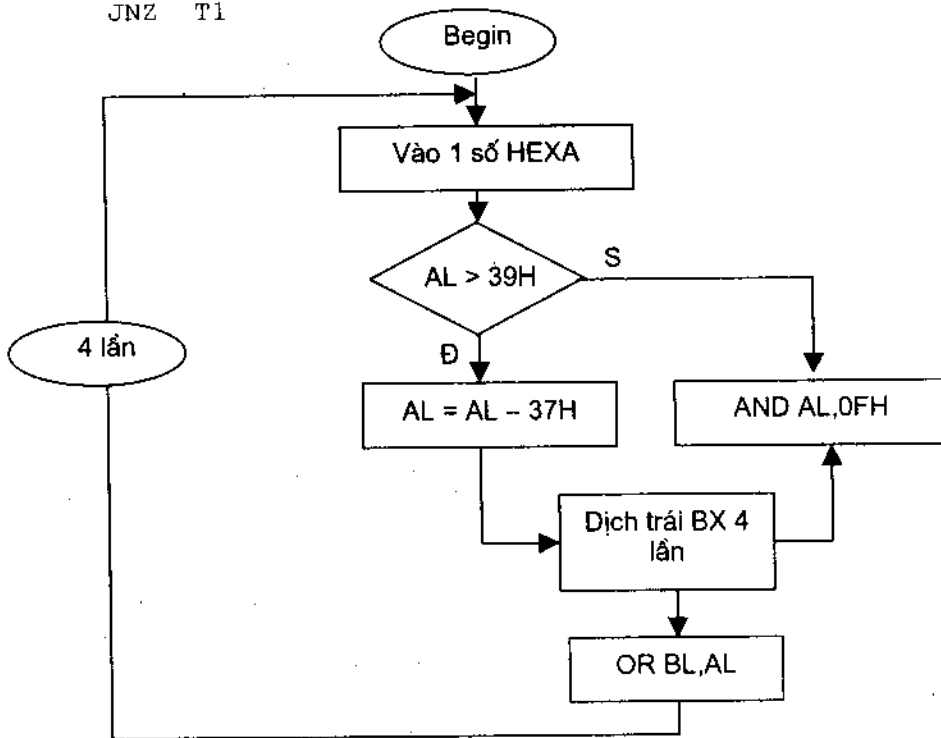 JNZ T1
Begin
Vào 1 số HEXA
AL > 39H
S
4 lần
Đ
AL = AL – 37H
AND AL,0FH
Dịch trái BX 4
lần
OR BL,AL